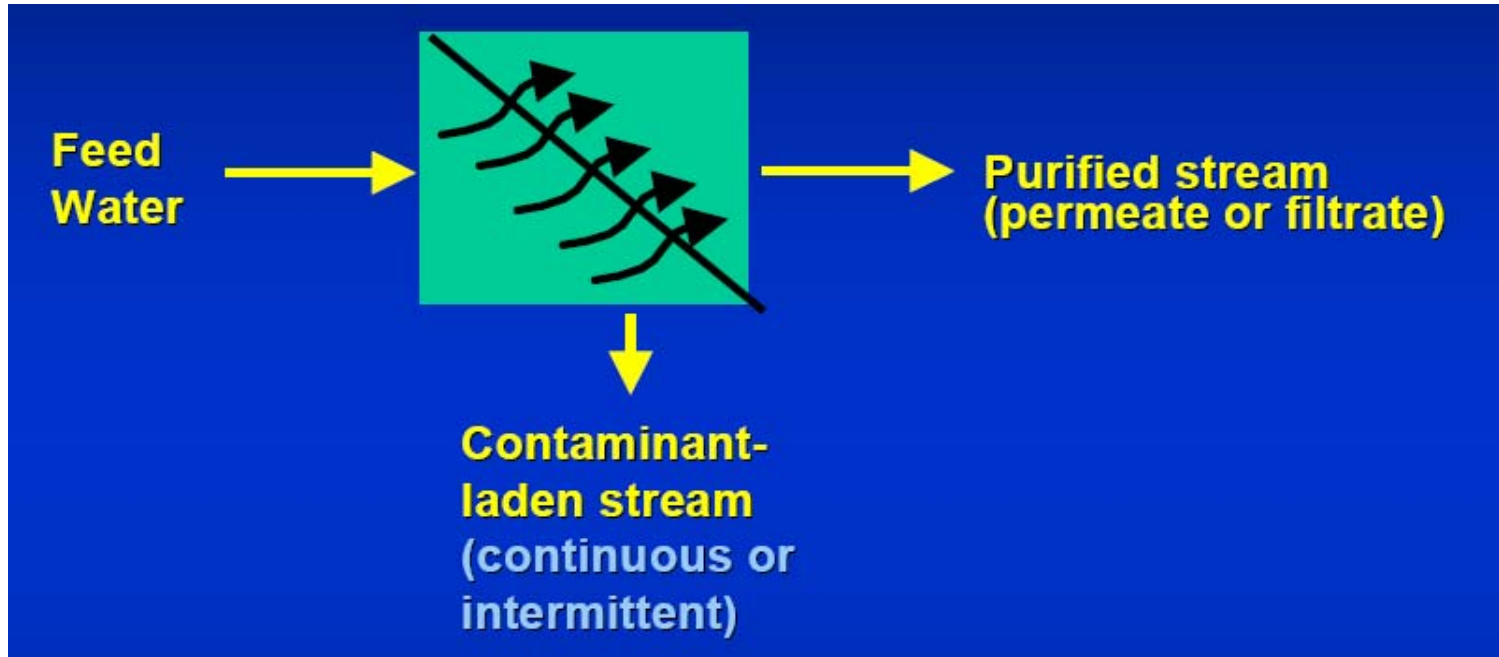 Feed
Water
Purified stream
(permeate or filtrate)
Contaminant-
laden stream
(continuous or
intermittent)